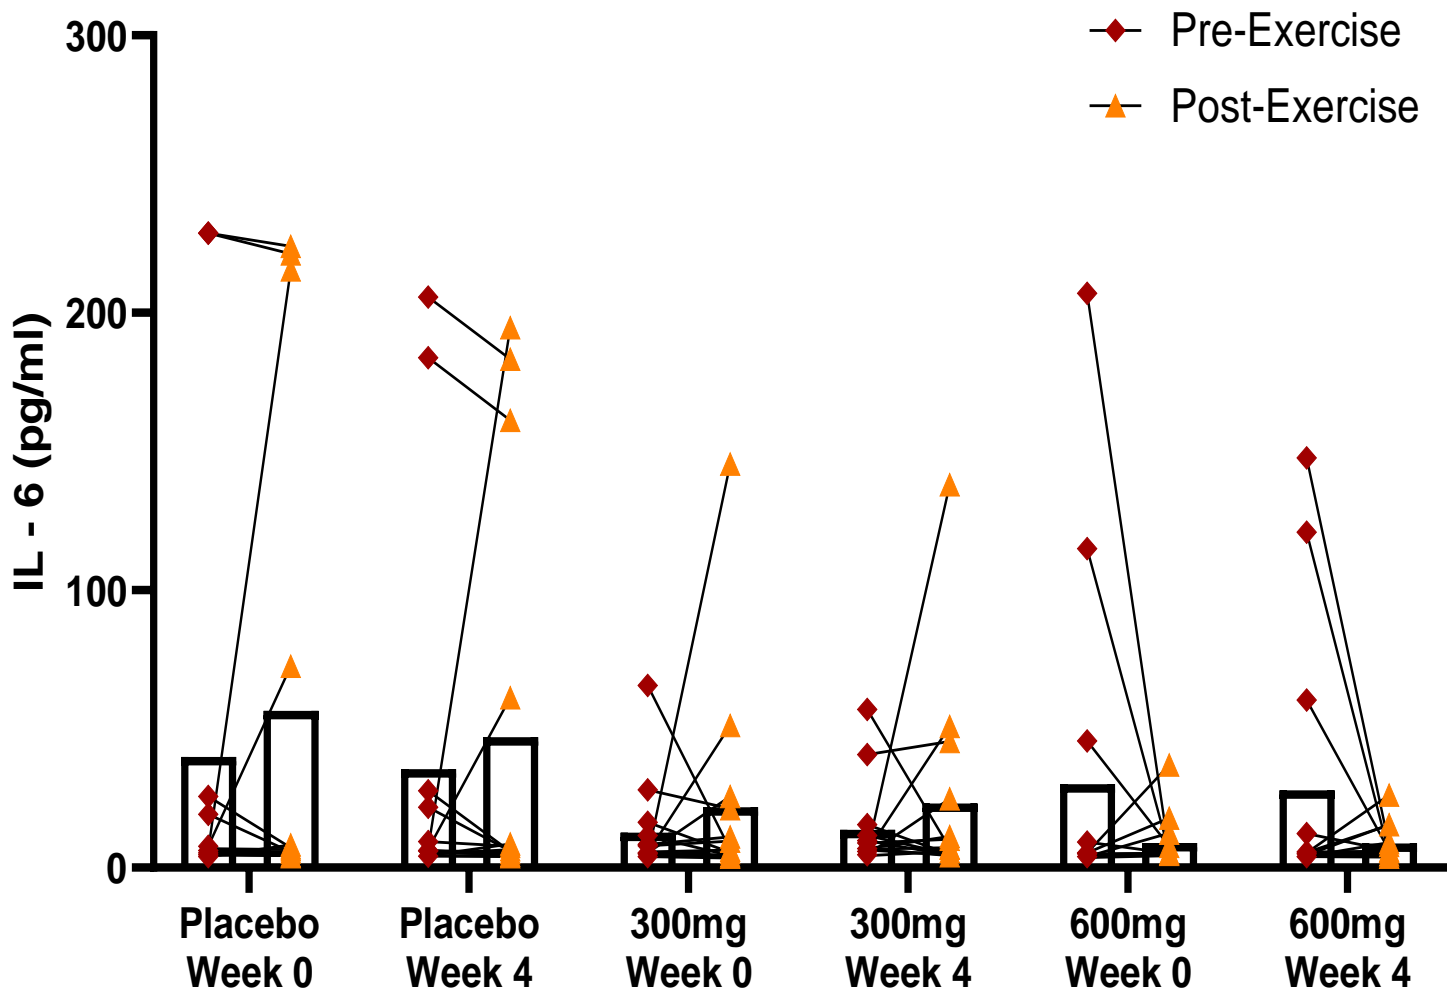 Pre-Exercise
Post-Exercise
300
200
100
0
IL - 6 (pg/ml)
Placebo Week 0
Placebo Week 4
300mg Week 0
300mg Week 4
600mg Week 0
600mg Week 4